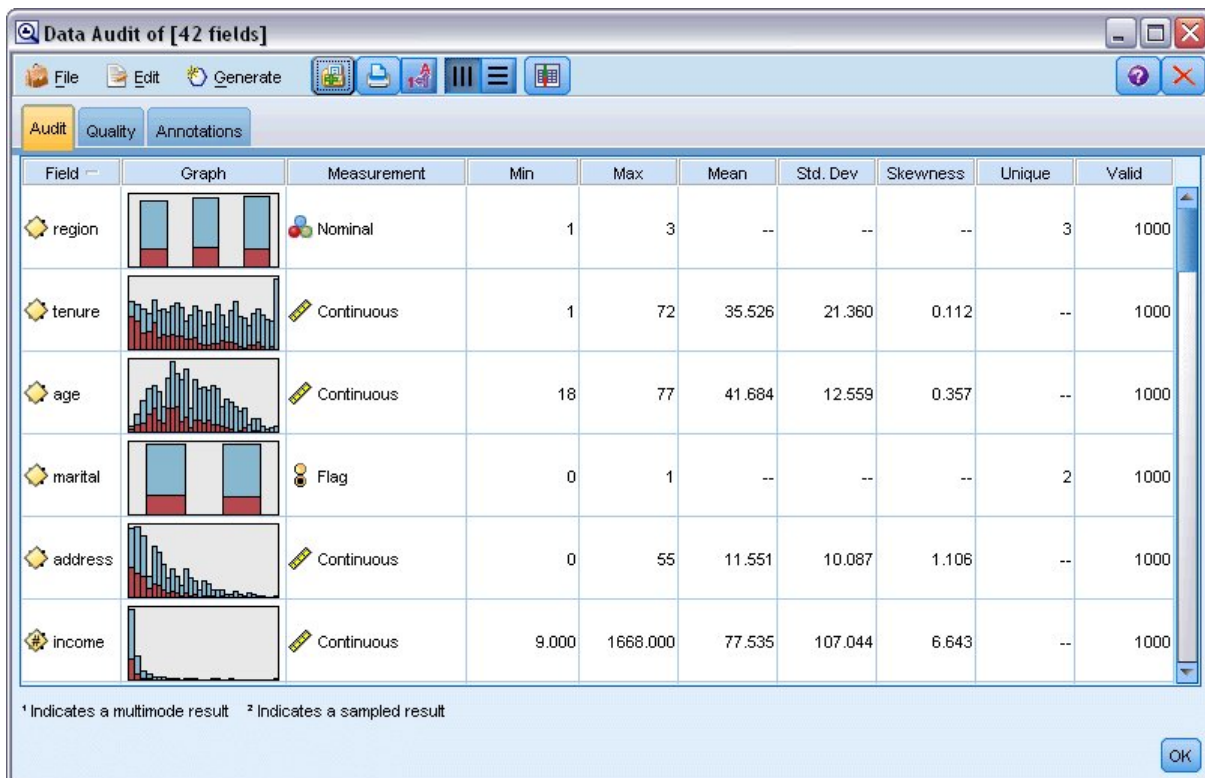 Data Audit of [42 fields]
File Edit Generate
Audit Quality Annotations
Field Graph Measurement Min Max Mean Std. Dev Skewness Unique Valid
region Nominal 1 3 -- -- -- 3 1000
tenure Continuous 1 72 35.526 21.360 0.112 -- 1000
age Continuous 18 77 41.684 12.559 0.357 -- 1000
marital Flag 0 1 -- -- -- 2 1000
address Continuous 0 55 11.551 10.087 1.106 -- 1000
income Continuous 9.000 1668.000 77.535 107.044 6.643 -- 1000
¹ Indicates a multimode result ² Indicates a sampled result
OK